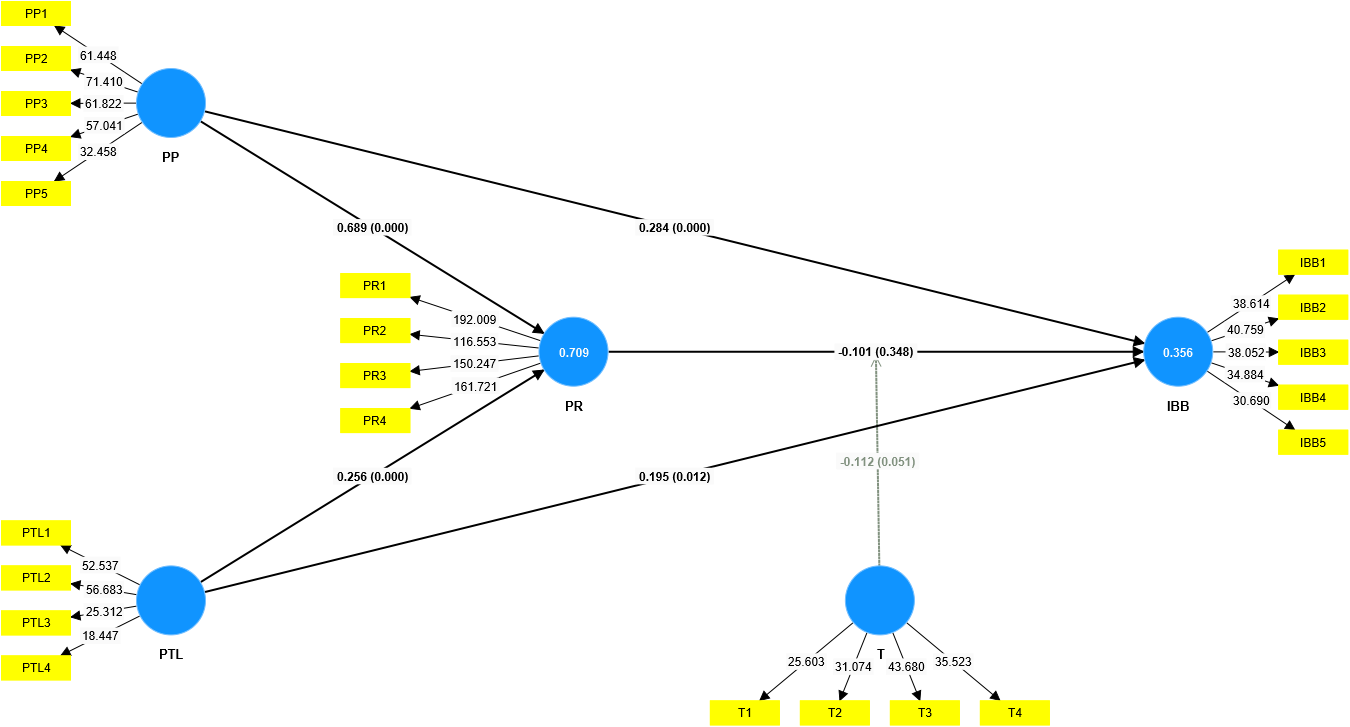 PP1
PP2
PP3
PP4
PP5
61.448
71.410
61.822
57.041
32.458
PP
0.689 (0.000)
0.284 (0.000)
PR1
PR2
PR3
PR4
192.009
116.553
150.247
161.721
0.709
PR
-0.101 (0.348)
0.356
IBB
38.614
40.759
38.052
34.884
30.690
IBB1
IBB2
IBB3
IBB4
IBB5
-0.112 (0.051)
0.256 (0.000)
0.195 (0.012)
PTL1
PTL2
PTL3
PTL4
52.537
56.683
25.312
18.447
PTL
T
25.603
31.074
43.680
35.523
T1
T2
T3
T4